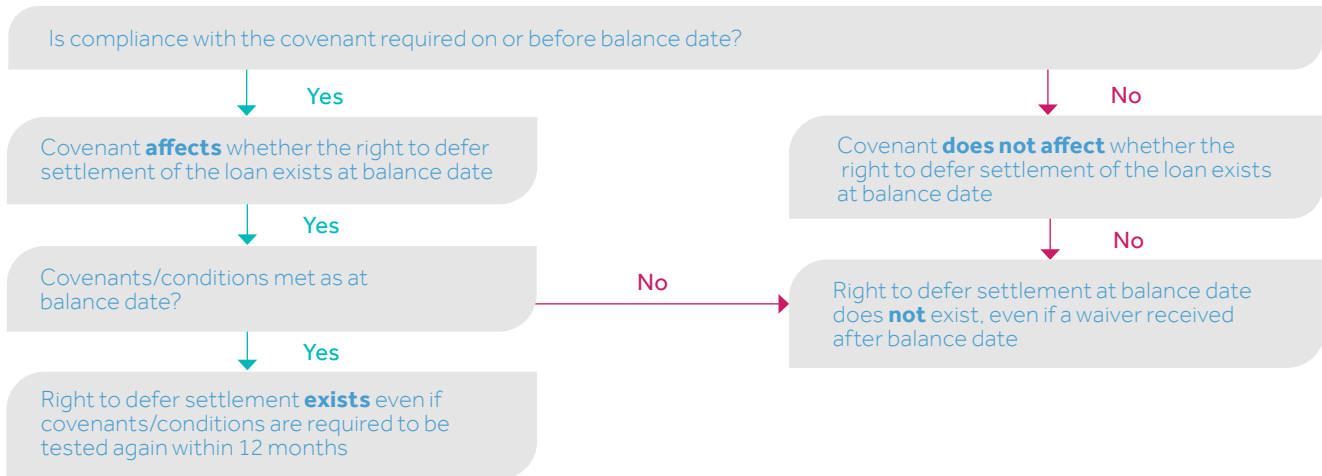 Is compliance with the covenant required on or before balance date?
Yes
No
Covenant affects whether the right to defer
settlement of the loan exists at balance date
Covenant does not affect whether the
right to defer settlement of the loan exists
at balance date
Yes
No
Covenants/conditions met as at
balance date?
No
Right to defer settlement at balance date
does not exist, even if a waiver received
after balance date
Yes
Right to defer settlement exists even if
covenants/conditions are required to be
tested again within 12 months